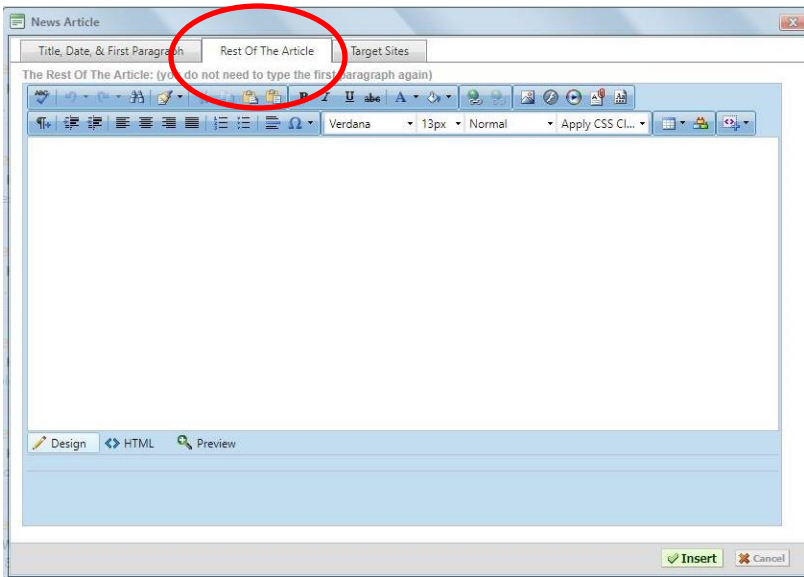 News Article
Title, Date, & First Paragraph Rest Of The Article Target Sites
The Rest Of The Article: (you do not need to type the first paragraph again)
ABC B I U abc A
Ω Verdana 13px Normal Apply CSS Cl...
Design HTML Preview
Insert Cancel